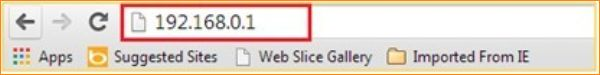 192.168.0.1
Apps Suggested Sites Web Slice Gallery Imported From IE